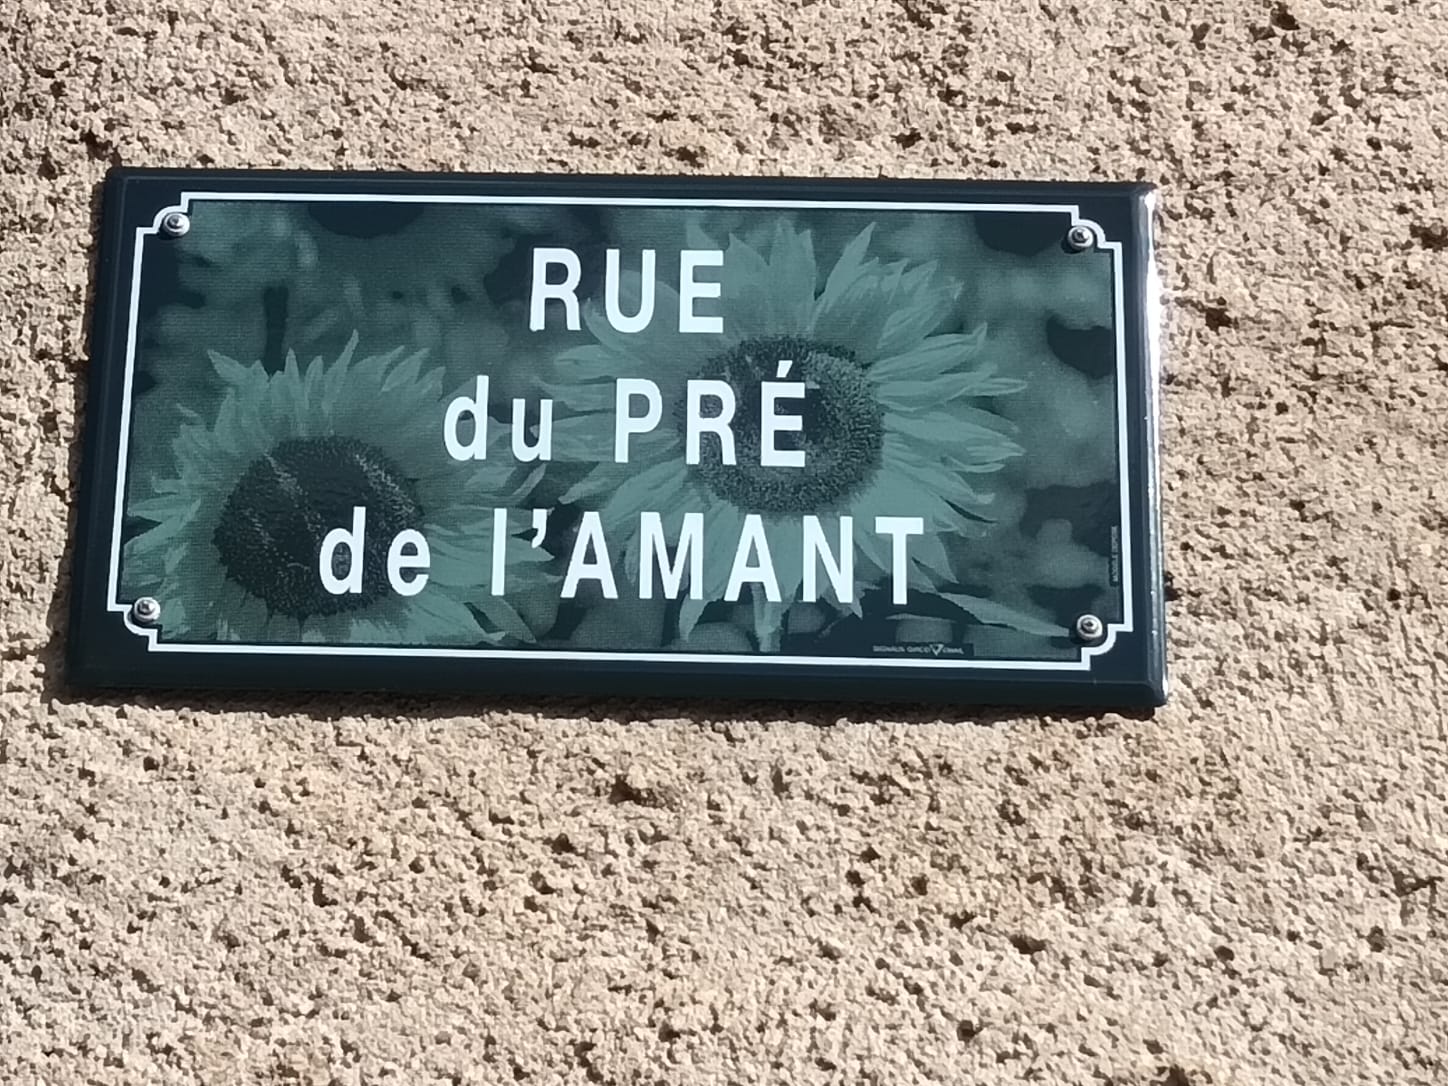 RUE
du PRÉ
de l'AMANT